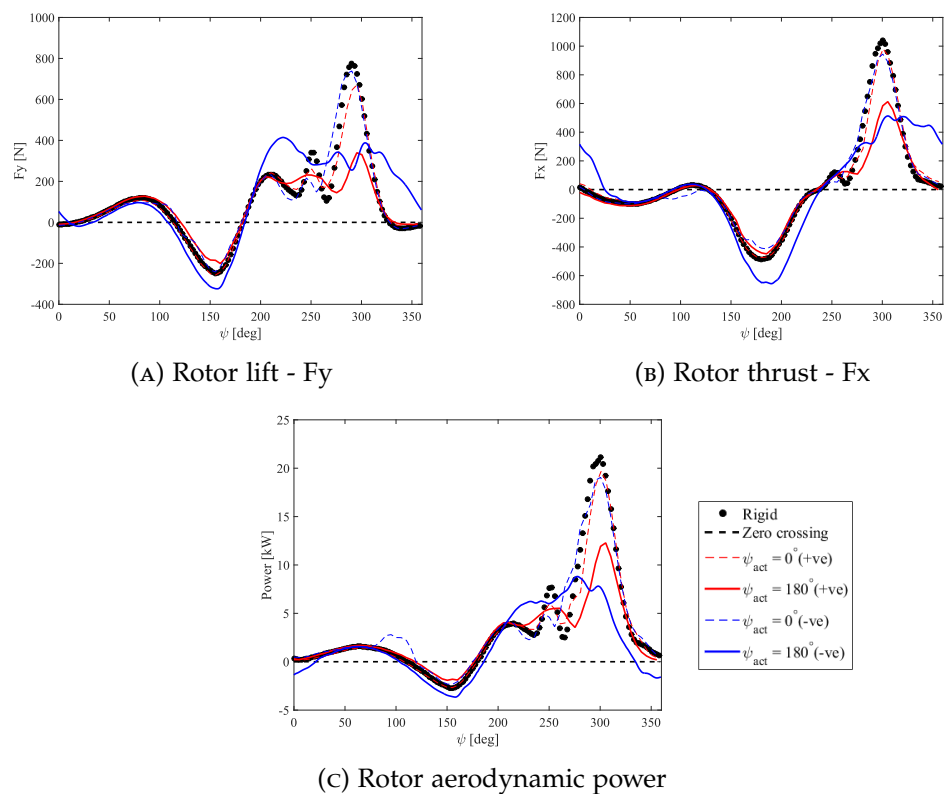 1000
800
600
400
200
0
-200
-400
Fy [N]
0 50 100 150 200 250 300 350
ψ [deg]
(A) Rotor lift - Fy
1200
1000
800
600
400
200
0
-200
-400
-600
-800
Fx [N]
0 50 100 150 200 250 300 350
ψ [deg]
(B) Rotor thrust - Fx
25
20
15
10
5
0
-5
Power [kW]
0 50 100 150 200 250 300 350
ψ [deg]
Rigid
Zero crossing
ψact = 0°(+ve)
ψact = 180°(+ve)
ψact = 0°(-ve)
ψact = 180°(-ve)
(C) Rotor aerodynamic power